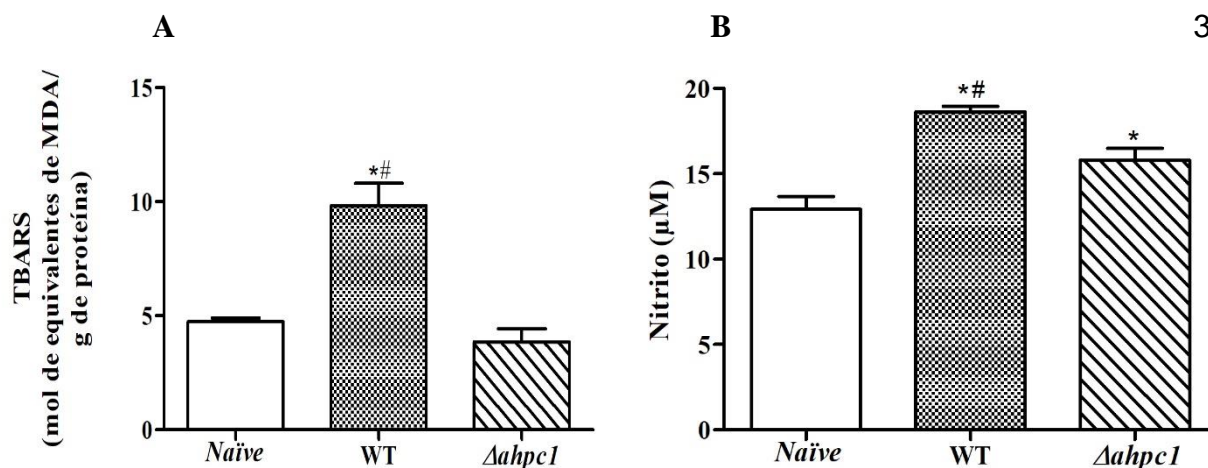 A
B
3
TBARS
(mol de equivalentes de MDA/
g de proteína)
15
10
5
0
*#
Naïve
WT
Δahpc1
Nitrito (µM)
20
15
10
5
0
*#
*
Naïve
WT
Δahpc1